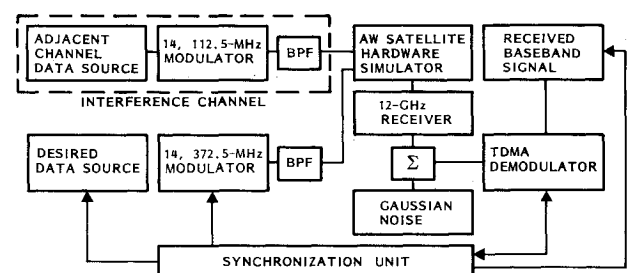 ADJACENT
CHANNEL
DATA SOURCE
14, 112.5-MHz
MODULATOR
BPF
INTERFERENCE CHANNEL
AW SATELLITE
HARDWARE
SIMULATOR
RECEIVED
BASEBAND
SIGNAL
12-GHz
RECEIVER
DESIRED
DATA SOURCE
14, 372.5-MHz
MODULATOR
BPF
Σ
TDMA
DEMODULATOR
GAUSSIAN
NOISE
SYNCHRONIZATION UNIT